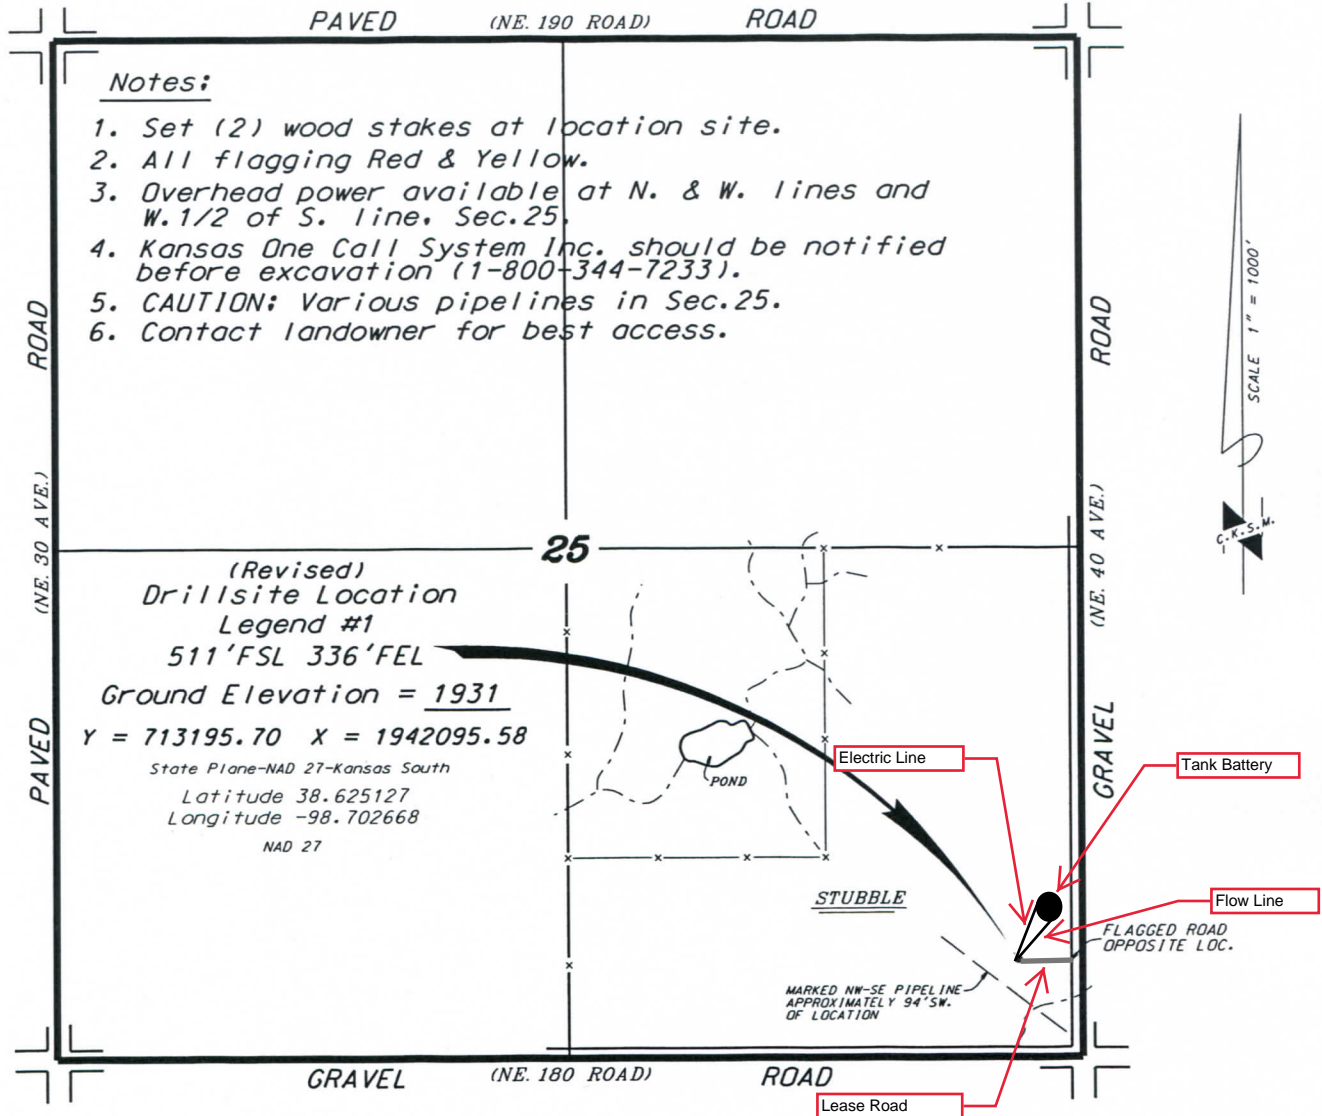 PAVED (NE. 190 ROAD) ROAD
Notes:
1. Set (2) wood stakes at location site.
2. All flagging Red & Yellow.
3. Overhead power available at N. & W. lines and
W.1/2 of S. line, Sec.25.
4. Kansas One Call System Inc. should be notified
before excavation (1-800-344-7233).
5. CAUTION: Various pipelines in Sec.25.
6. Contact landowner for best access.
ROAD
(NE. 30 AVE.)
PAVED
ROAD
(NE. 40 AVE.)
GRAVEL
SCALE 1" = 1000'
C.K.S.M.
25
(Revised)
Drillsite Location
Legend #1
511'FSL 336'FEL
Ground Elevation = 1931
Y = 713195.70 X = 1942095.58
State Plane-NAD 27-Kansas South
Latitude 38.625127
Longitude -98.702668
NAD 27
POND
Electric Line
Tank Battery
STUBBLE
Flow Line
FLAGGED ROAD
OPPOSITE LOC.
MARKED NW-SE PIPELINE
APPROXIMATELY 94'SW.
OF LOCATION
GRAVEL (NE. 180 ROAD) ROAD
Lease Road